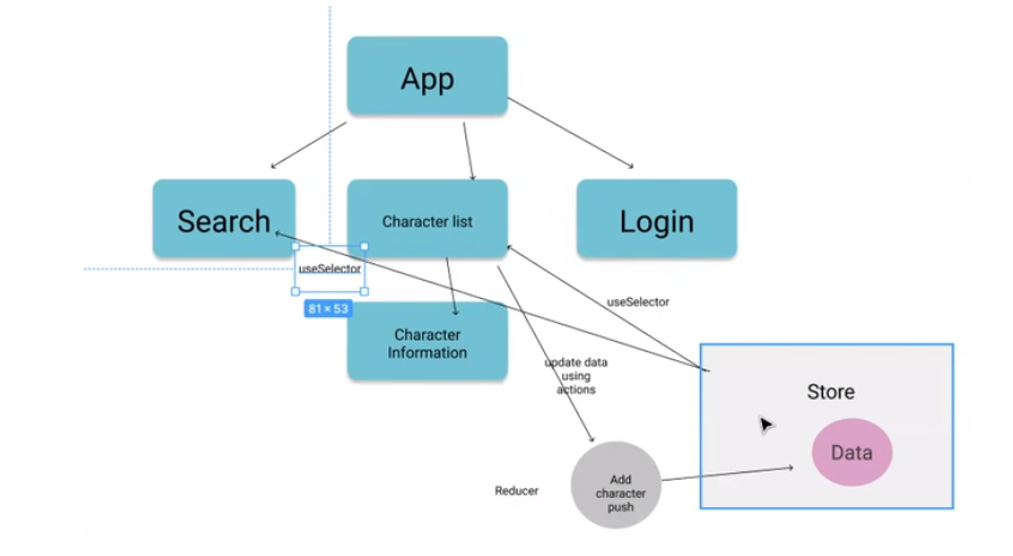 App
Search
Character list
Login
useSelector
81 × 53
useSelector
Character
Information
update data
using
actions
Store
Data
Reducer
Add
character
push